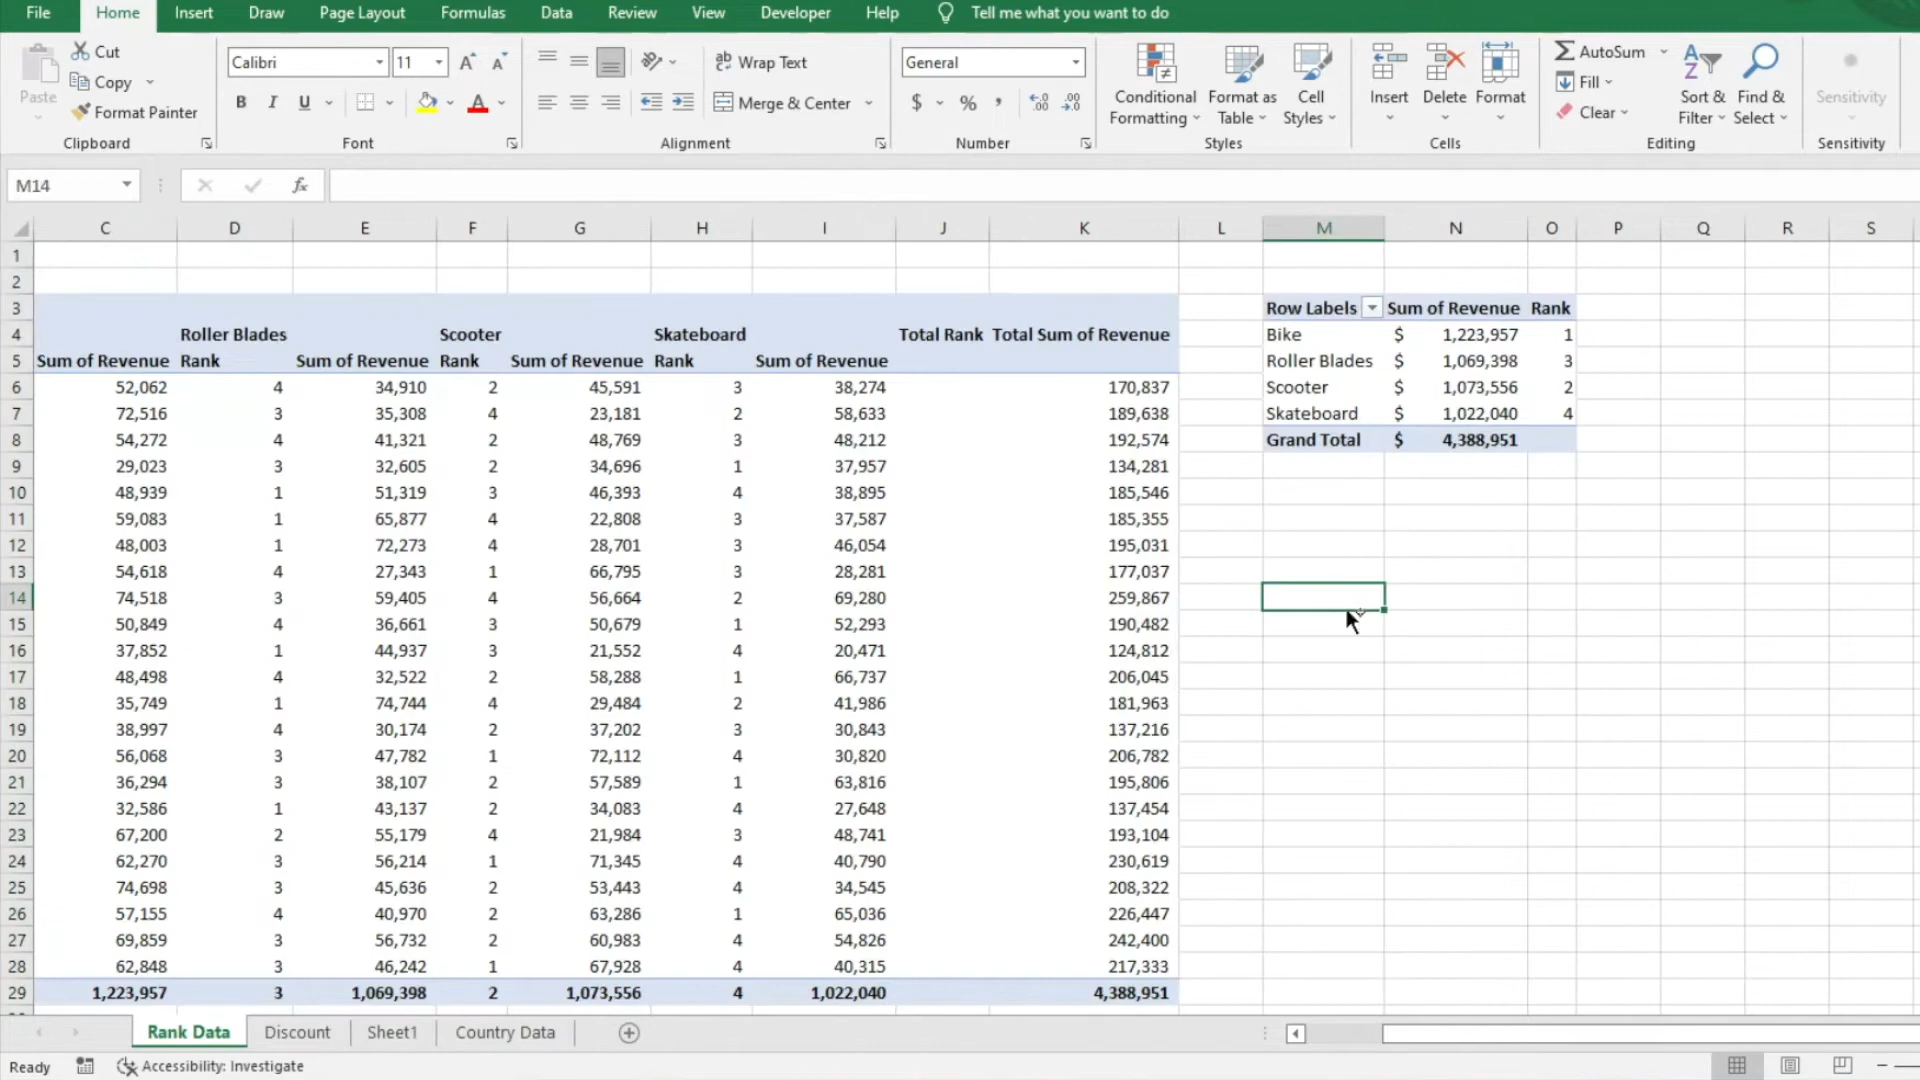 File Home Insert Draw Page Layout Formulas Data Review View Developer Help Tell me what you want to do
Paste Cut Copy Format Painter
Calibri 11
B I U
Wrap Text
Merge & Center
General
$ % ,
Conditional Formatting
Format as Table
Cell Styles
Insert Delete Format
AutoSum
Fill
Clear
Sort & Filter
Find & Select
Sensitivity
Clipboard Font Alignment Number Styles Cells Editing Sensitivity
M14 fx
C D E F G H I J K L M N O P Q R S
1
2
3 Row Labels Sum of Revenue Rank
4 Roller Blades Scooter Skateboard Total Rank Total Sum of Revenue Bike $ 1,223,957 1
5 Sum of Revenue Rank Sum of Revenue Rank Sum of Revenue Rank Sum of Revenue Roller Blades $ 1,069,398 3
6 52,062 4 34,910 2 45,591 3 38,274 170,837 Scooter $ 1,073,556 2
7 72,516 3 35,308 4 23,181 2 58,633 189,638 Skateboard $ 1,022,040 4
8 54,272 4 41,321 2 48,769 3 48,212 192,574 Grand Total $ 4,388,951
9 29,023 3 32,605 2 34,696 1 37,957 134,281
10 48,939 1 51,319 3 46,393 4 38,895 185,546
11 59,083 1 65,877 4 22,808 3 37,587 185,355
12 48,003 1 72,273 4 28,701 3 46,054 195,031
13 54,618 4 27,343 1 66,795 3 28,281 177,037
14 74,518 3 59,405 4 56,664 2 69,280 259,867
15 50,849 4 36,661 3 50,679 1 52,293 190,482
16 37,852 1 44,937 3 21,552 4 20,471 124,812
17 48,498 4 32,522 2 58,288 1 66,737 206,045
18 35,749 1 74,744 4 29,484 2 41,986 181,963
19 38,997 4 30,174 2 37,202 3 30,843 137,216
20 56,068 3 47,782 1 72,112 4 30,820 206,782
21 36,294 3 38,107 2 57,589 1 63,816 195,806
22 32,586 1 43,137 2 34,083 4 27,648 137,454
23 67,200 2 55,179 4 21,984 3 48,741 193,104
24 62,270 3 56,214 1 71,345 4 40,790 230,619
25 74,698 3 45,636 2 53,443 4 34,545 208,322
26 57,155 4 40,970 2 63,286 1 65,036 226,447
27 69,859 3 56,732 2 60,983 4 54,826 242,400
28 62,848 3 46,242 1 67,928 4 40,315 217,333
29 1,223,957 3 1,069,398 2 1,073,556 4 1,022,040 4,388,951
Rank Data Discount Sheet1 Country Data
Ready Accessibility: Investigate